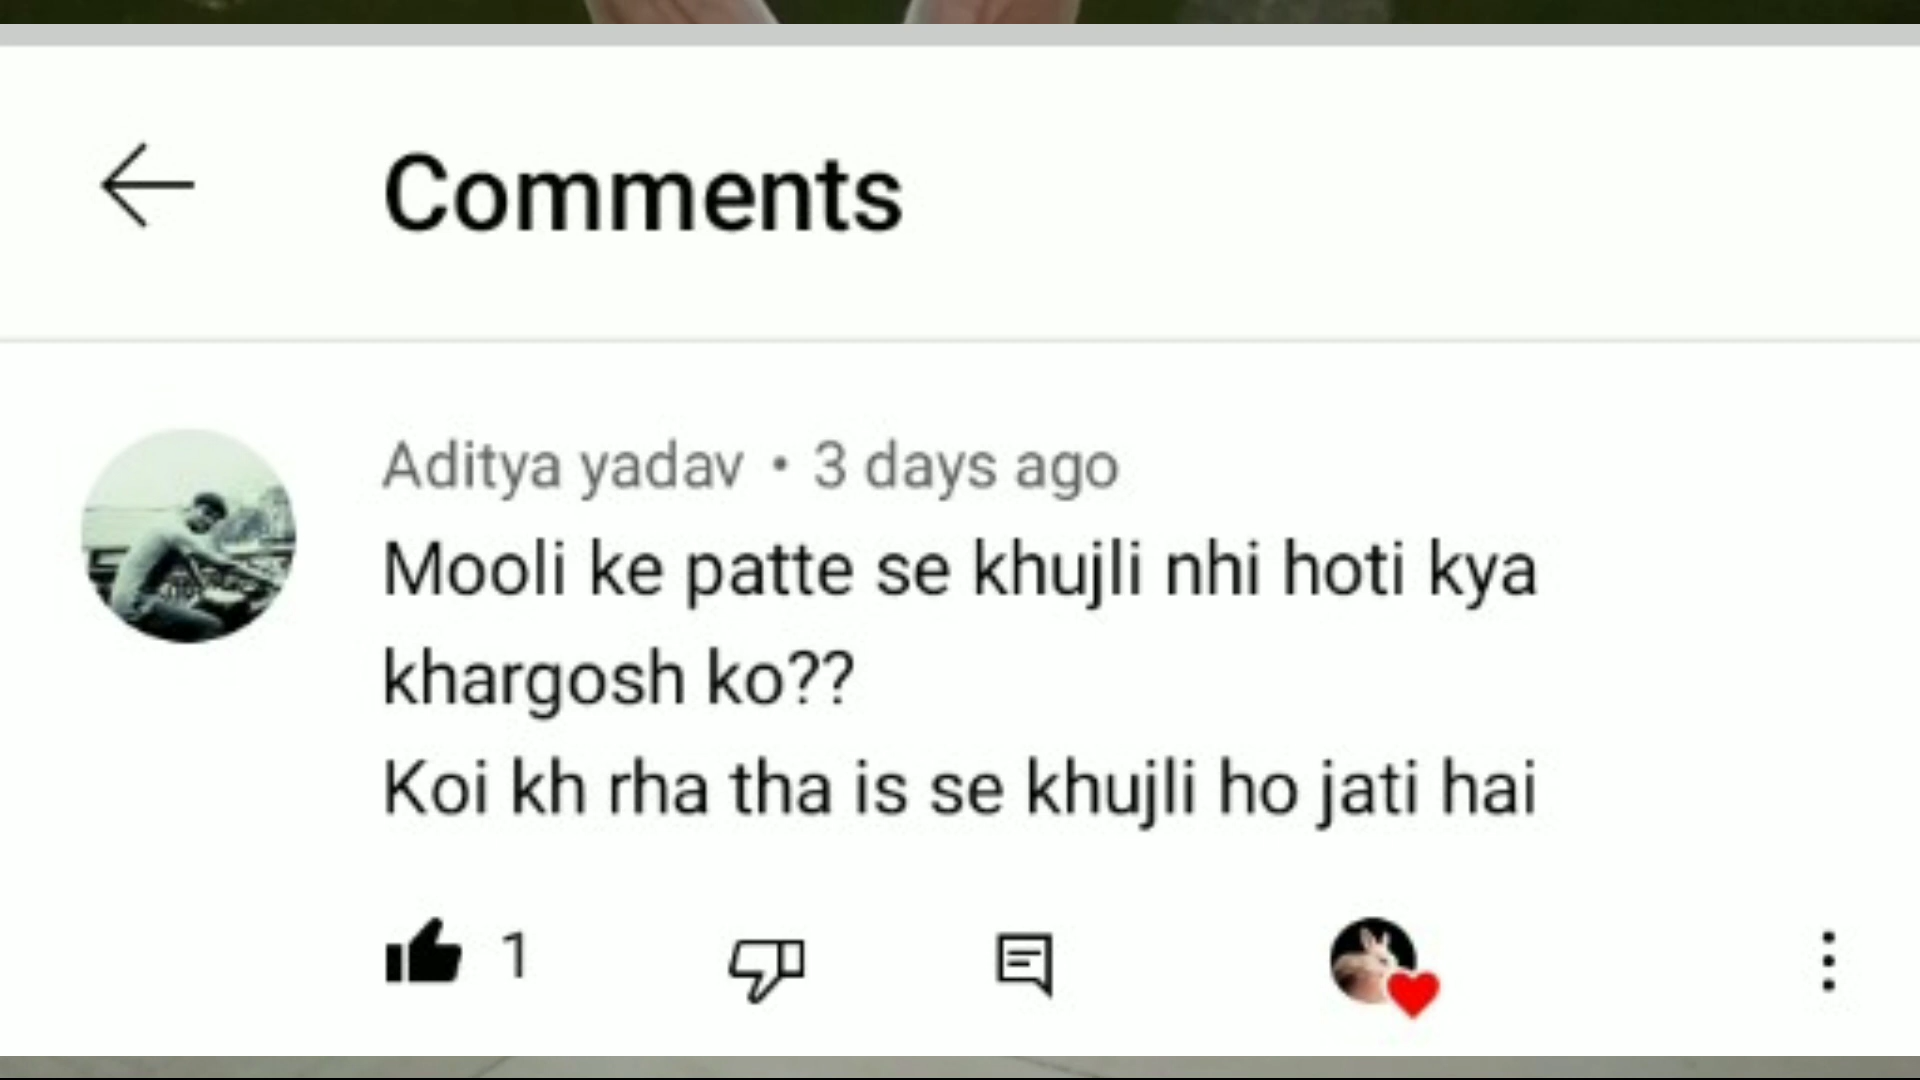 Comments
Aditya yadav • 3 days ago
Mooli ke patte se khujli nhi hoti kya
khargosh ko??
Koi kh rha tha is se khujli ho jati hai
1